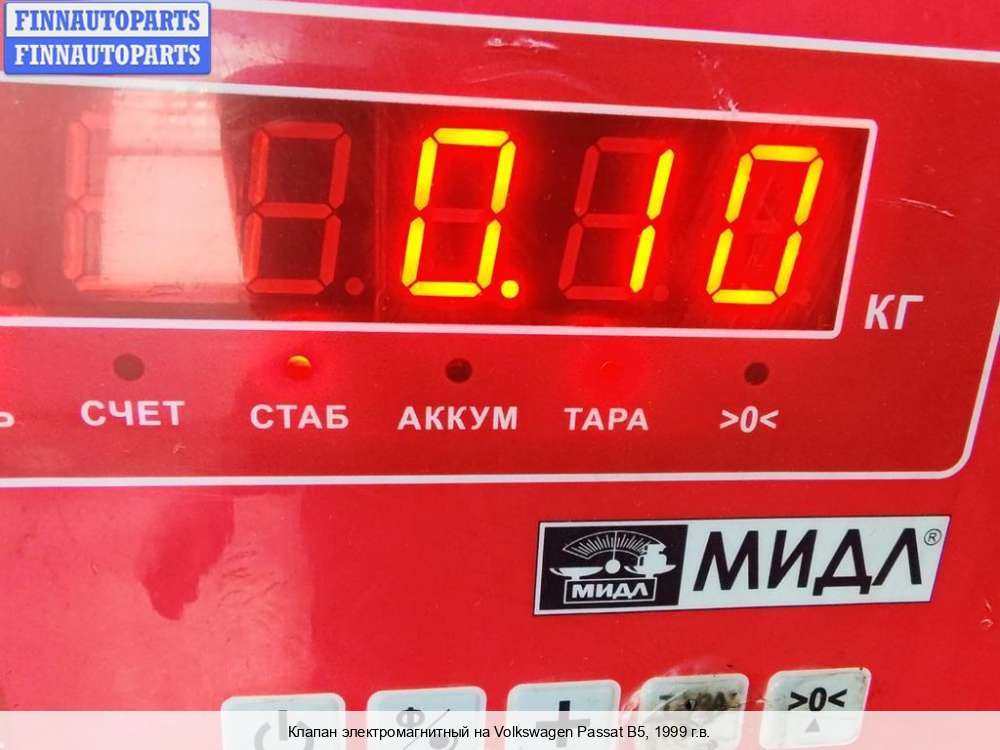 FINNAUTOPARTS
FINNAUTOPARTS
0.10
КГ
СЧЕТ СТАБ АККУМ ТАРА >0<
МИДЛ МИДЛ®
>0<
Клапан электромагнитный на Volkswagen Passat B5, 1999 г.в.